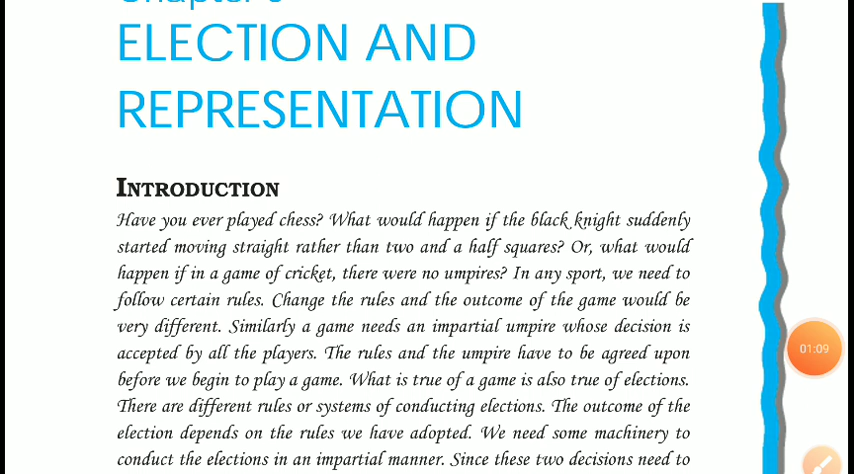 ELECTION AND
REPRESENTATION
INTRODUCTION
Have you ever played chess? What would happen if the black knight suddenly
started moving straight rather than two and a half squares? Or, what would
happen if in a game of cricket, there were no umpires? In any sport, we need to
follow certain rules. Change the rules and the outcome of the game would be
very different. Similarly a game needs an impartial umpire whose decision is
accepted by all the players. The rules and the umpire have to be agreed upon
before we begin to play a game. What is true of a game is also true of elections.
There are different rules or systems of conducting elections. The outcome of the
election depends on the rules we have adopted. We need some machinery to
conduct the elections in an impartial manner. Since these two decisions need to
01:09